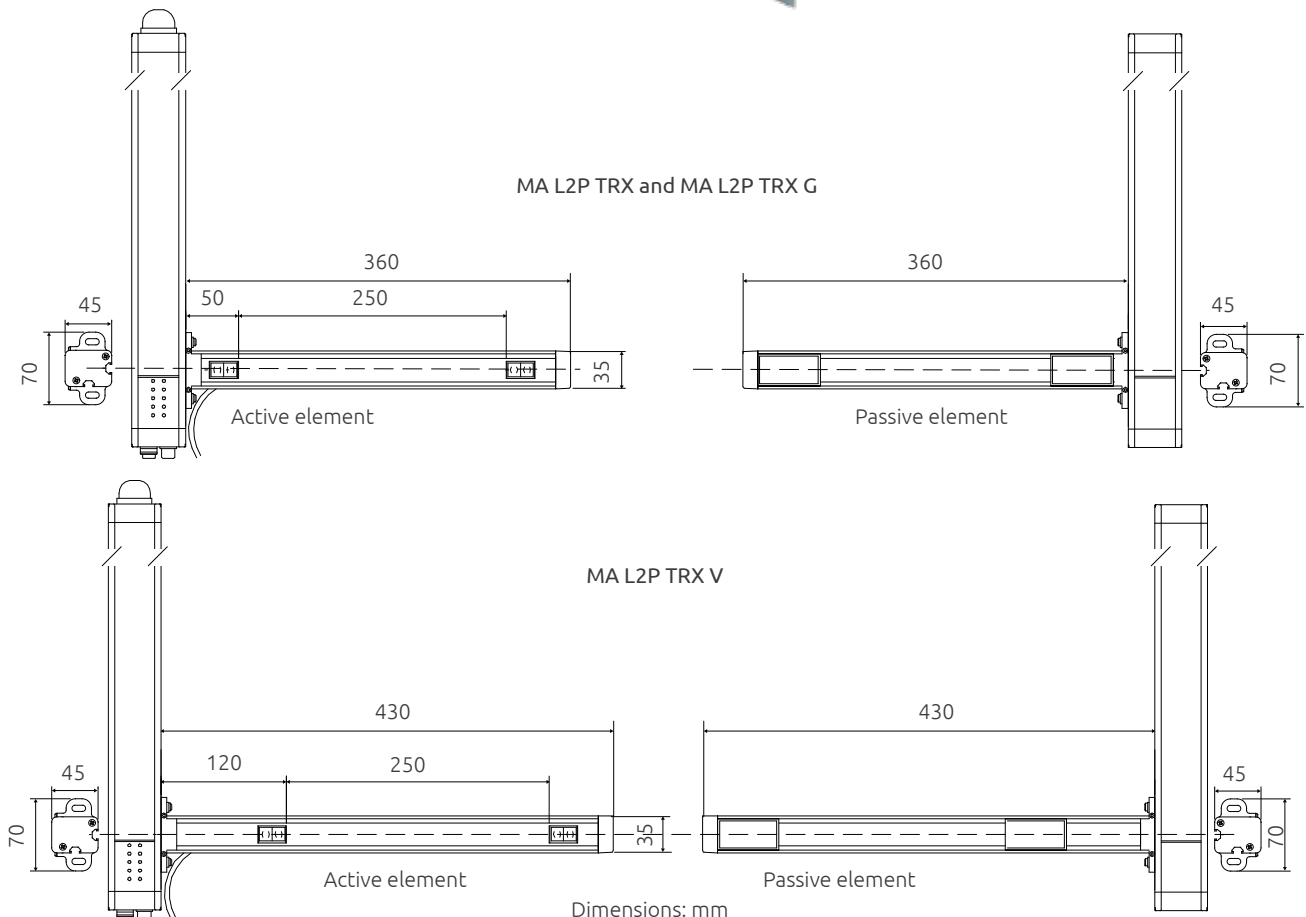 MA L2P TRX and MA L2P TRX G
360
360
50
250
45
45
70
35
70
Active element
Passive element
MA L2P TRX V
430
430
120
250
45
45
70
35
70
Active element
Passive element
Dimensions: mm